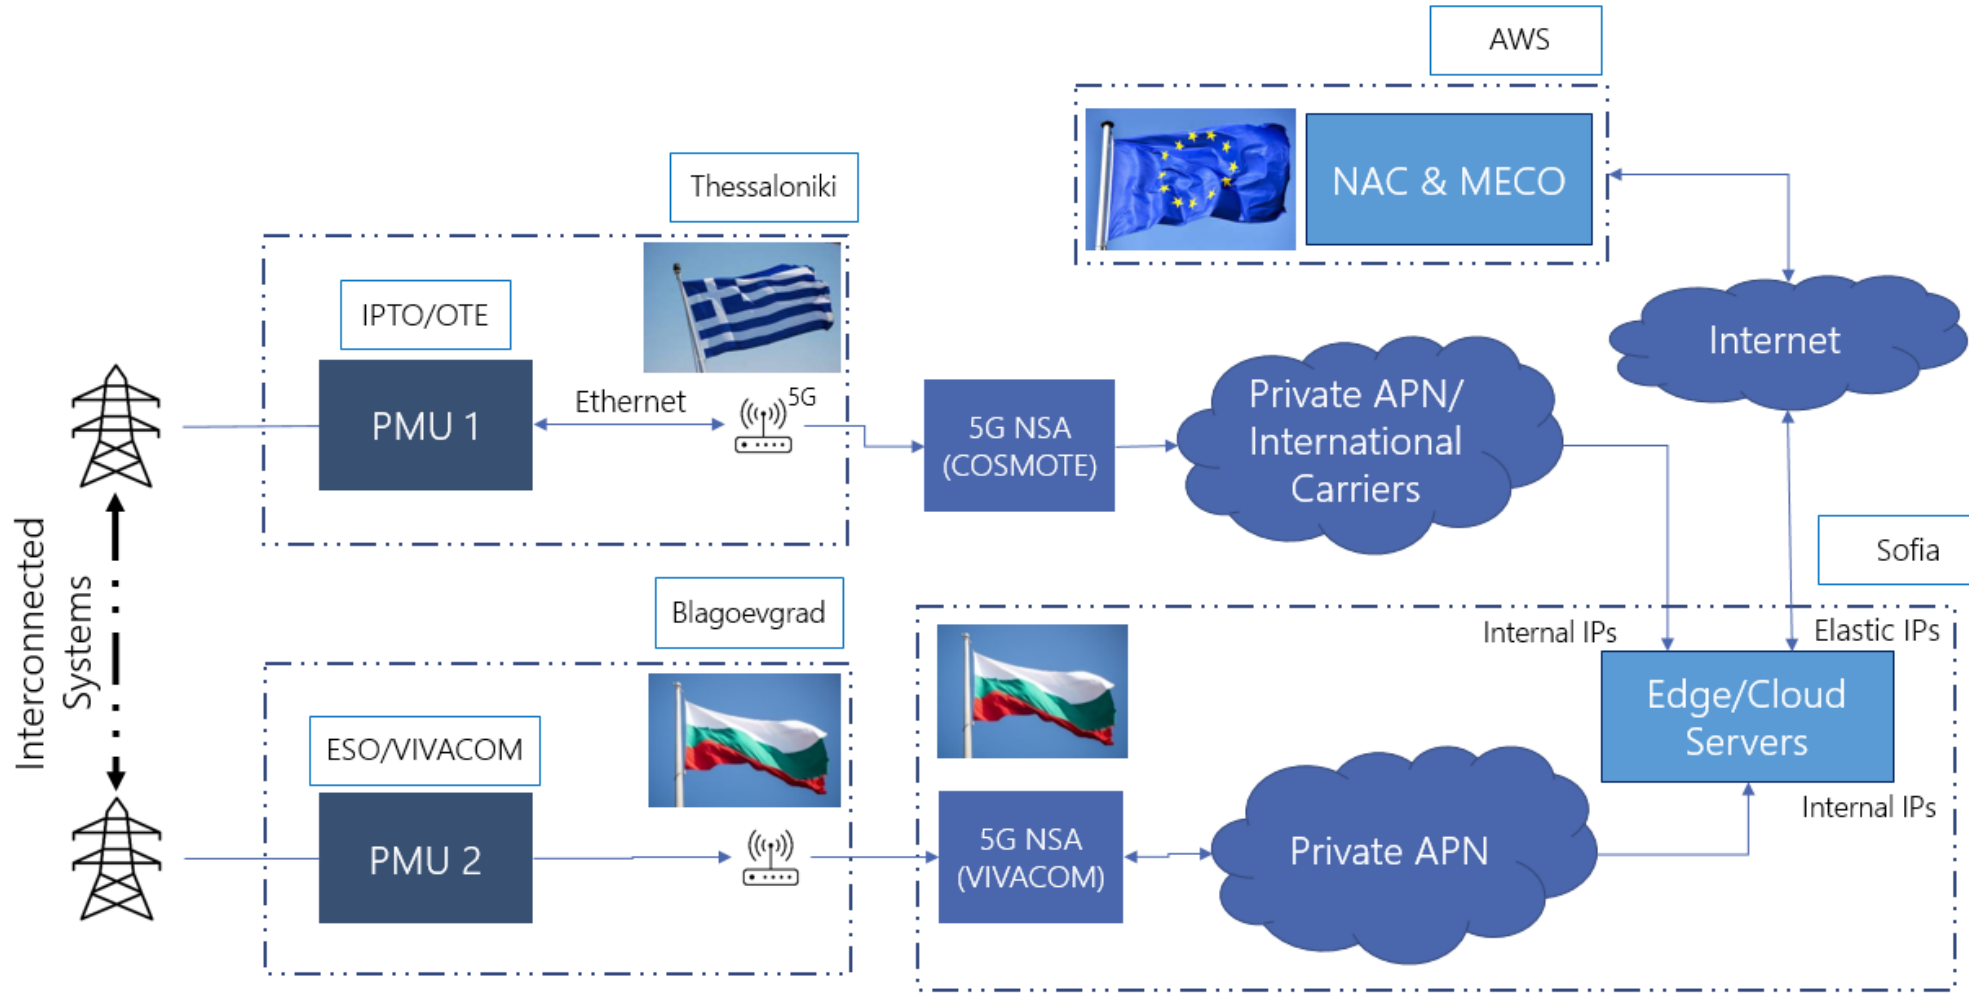 AWS
NAC & MECO
Thessaloniki
IPTO/OTE
PMU 1
Ethernet
5G
5G NSA
(COSMOTE)
Private APN/
International
Carriers
Internet
Interconnected
Systems
Sofia
Blagoevgrad
Internal IPs
Elastic IPs
Edge/Cloud
Servers
Internal IPs
ESO/VIVACOM
PMU 2
5G NSA
(VIVACOM)
Private APN